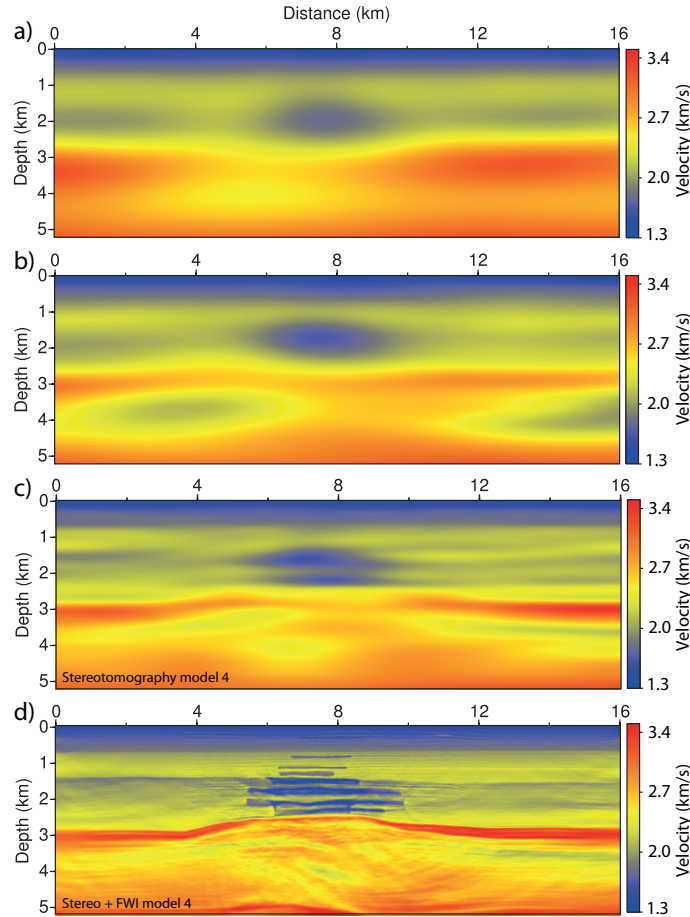 Distance (km)
a)
0 4 8 12 16
0
1
2
3
4
5
Depth (km)
3.4
2.7
2.0
1.3
Velocity (km/s)
b)
0 4 8 12 16
0
1
2
3
4
5
Depth (km)
3.4
2.7
2.0
1.3
Velocity (km/s)
c)
0 4 8 12 16
0
1
2
3
4
5
Depth (km)
Stereotomography model 4
3.4
2.7
2.0
1.3
Velocity (km/s)
d)
0 4 8 12 16
0
1
2
3
4
5
Depth (km)
Stereo + FWI model 4
3.4
2.7
2.0
1.3
Velocity (km/s)